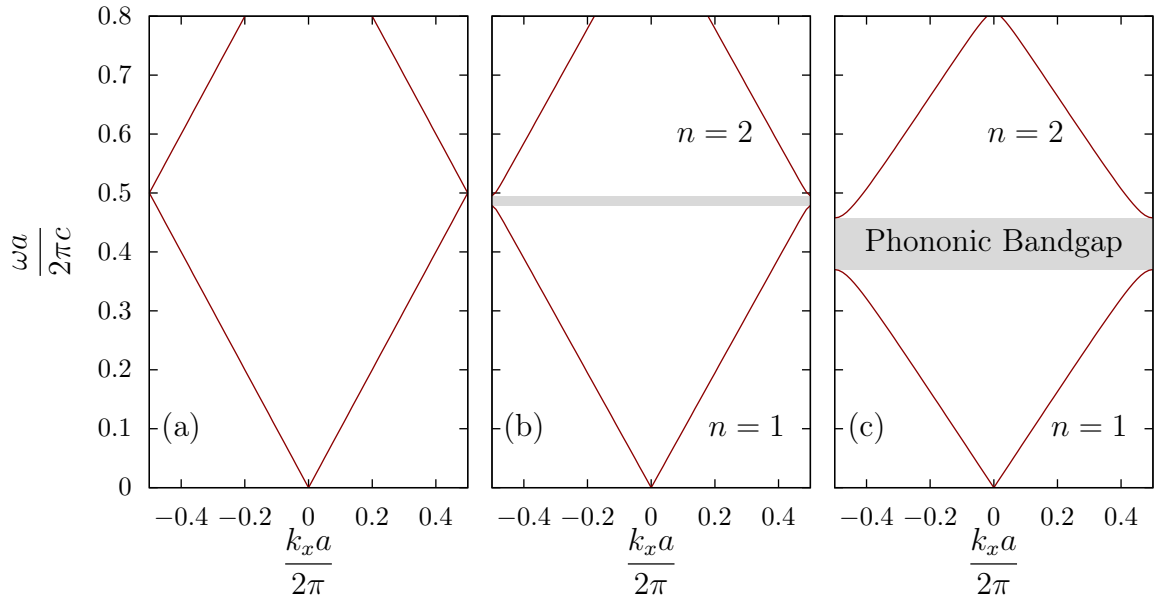 0.8
0.7
0.6
0.5
0.4
0.3
0.2
0.1
0
ωa
2πc
(a)
−0.4 −0.2 0 0.2 0.4
k_x a
2π
n = 2
(b)
n = 1
−0.4 −0.2 0 0.2 0.4
k_x a
2π
n = 2
Phononic Bandgap
(c)
n = 1
−0.4 −0.2 0 0.2 0.4
k_x a
2π